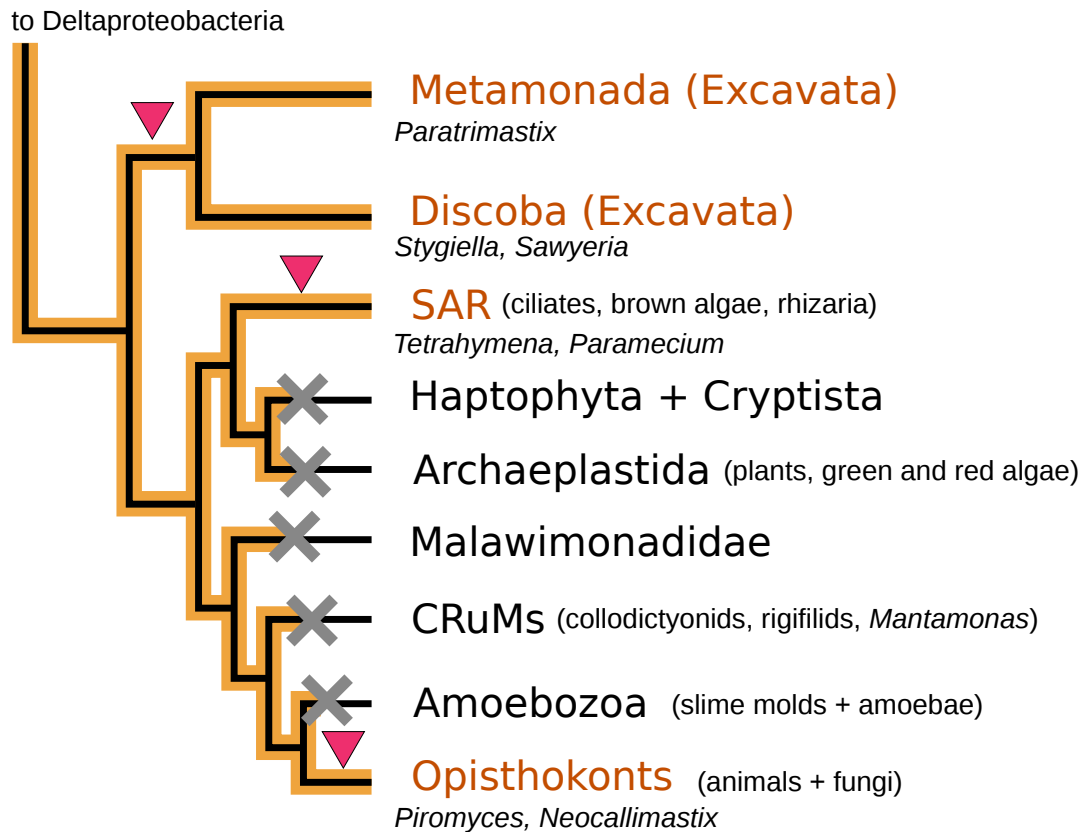 to Deltaproteobacteria
Metamonada (Excavata)
Paratrimastix
Discoba (Excavata)
Stygiella, Sawyeria
SAR (ciliates, brown algae, rhizaria)
Tetrahymena, Paramecium
Haptophyta + Cryptista
Archaeplastida (plants, green and red algae)
Malawimonadidae
CRuMs (collodictyonids, rigifilids, Mantamonas)
Amoebozoa (slime molds + amoebae)
Opisthokonts (animals + fungi)
Piromyces, Neocallimastix